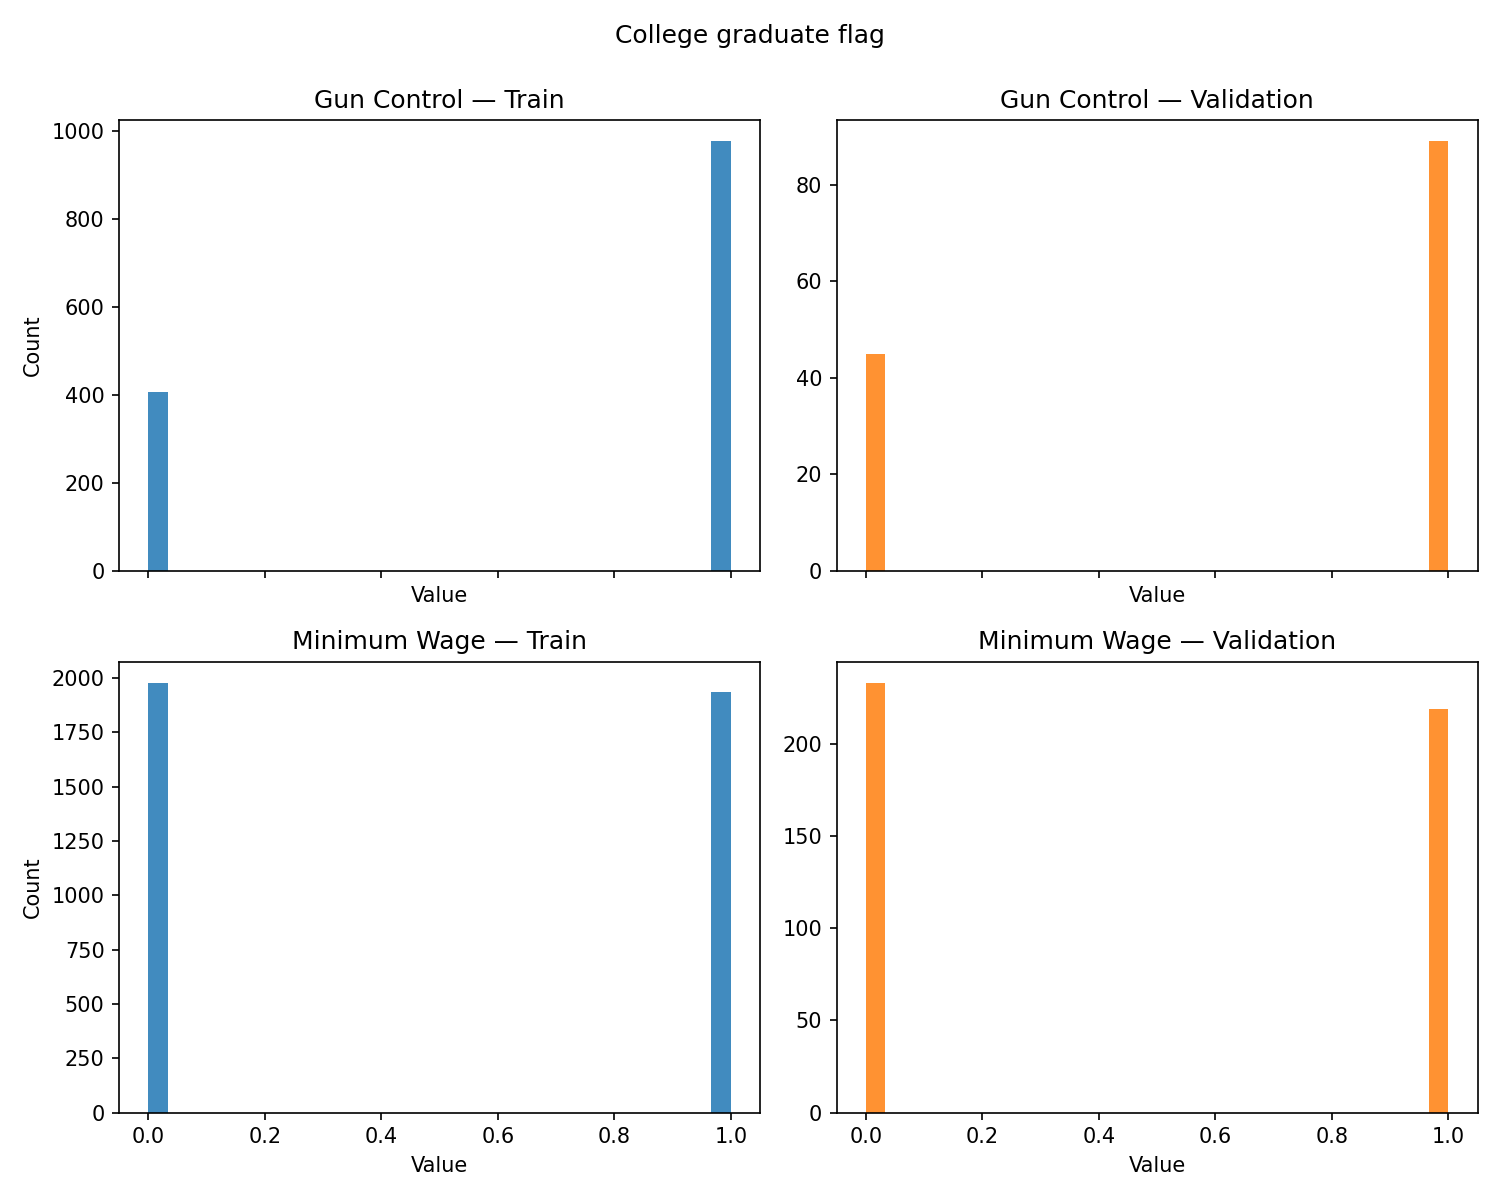 College graduate flag
Gun Control — Train
Gun Control — Validation
1000
800
600
400
200
0
Count
Value
80
60
40
20
0
Value
Minimum Wage — Train
Minimum Wage — Validation
2000
1750
1500
1250
1000
750
500
250
0
Count
0.0 0.2 0.4 0.6 0.8 1.0
Value
200
150
100
50
0
0.0 0.2 0.4 0.6 0.8 1.0
Value